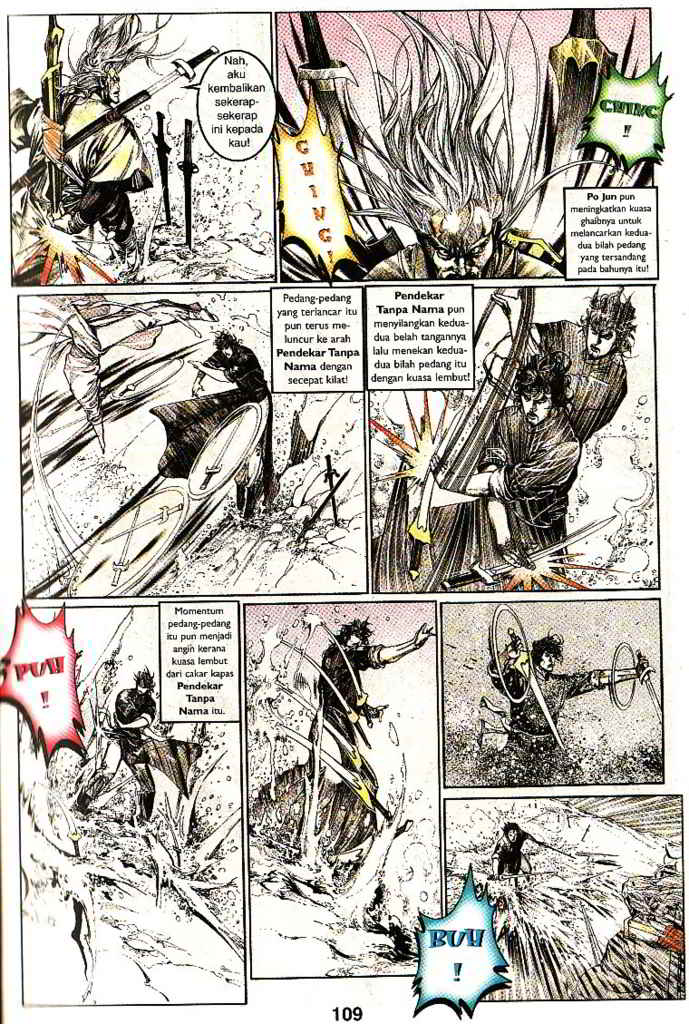 Nah,
aku
kembalikan
sekerap-
sekerap
ini kepada
kau!
CHING
!
CHING
!
Po Jun pun
meningkatkan kuasa
ghaibnya untuk
melancarkan kedua-
dua bilah pedang
yang tersandang
pada bahunya itu!
Pedang-pedang
yang terlancar itu
pun terus me-
luncur ke arah
Pendekar Tanpa
Nama dengan
secepat kilat!
Pendekar
Tanpa Nama pun
menyilangkan kedua-
dua belah tangannya
lalu menekan kedua-
dua bilah pedang itu
dengan kuasa lembut!
PUH
!
Momentum
pedang-pedang
itu pun menjadi
angin kerana
kuasa lembut
dari cakar kapas
Pendekar
Tanpa
Nama itu.
BUH
!
109